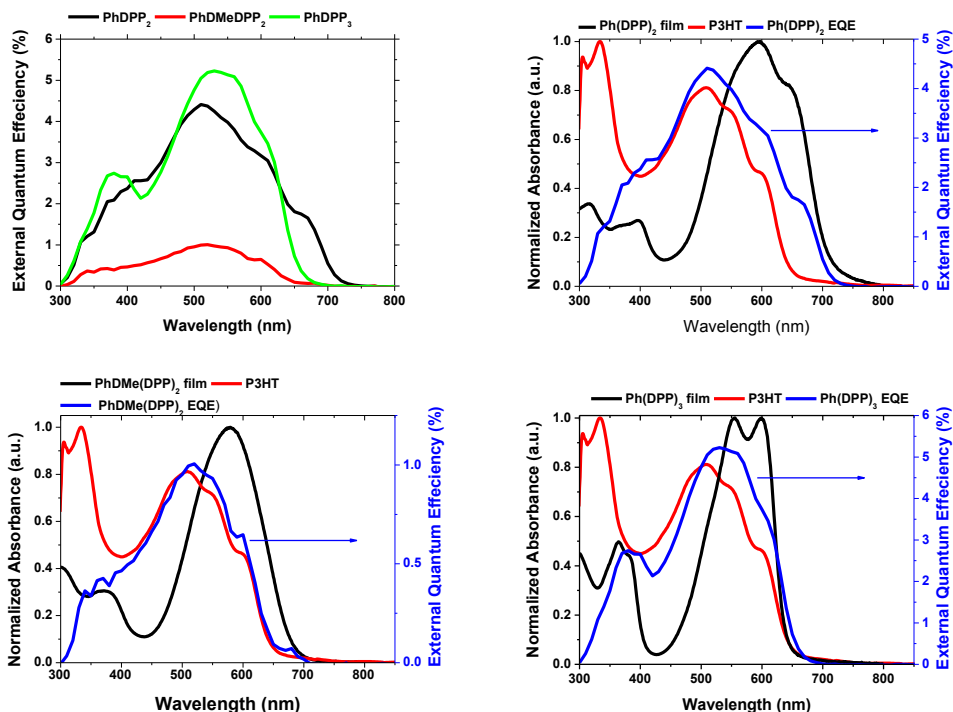 PhDPP2 PhDMeDPP2 PhDPP3
External Quantum Effeciency (%)
6
5
4
3
2
1
0
300 400 500 600 700 800
Wavelength (nm)
Ph(DPP)2 film P3HT Ph(DPP)2 EQE
Normalized Absorbance (a.u.)
1.0
0.8
0.6
0.4
0.2
0.0
300 400 500 600 700 800
Wavelength (nm)
5
4
3
2
1
0
External Quantum Effeciency (%)
PhDMe(DPP)2 film P3HT
PhDMe(DPP)2 EQE)
Normalized Absorbance (a.u.)
1.0
0.8
0.6
0.4
0.2
0.0
300 400 500 600 700 800
Wavelength (nm)
1.0
0.5
0.0
External Quantum Effeciency (%)
Ph(DPP)3 film P3HT Ph(DPP)3 EQE
Normalized Absorbance (a.u.)
1.0
0.8
0.6
0.4
0.2
0.0
300 400 500 600 700 800
Wavelength (nm)
6
5
4
3
2
1
0
External Quantum Effeciency (%)